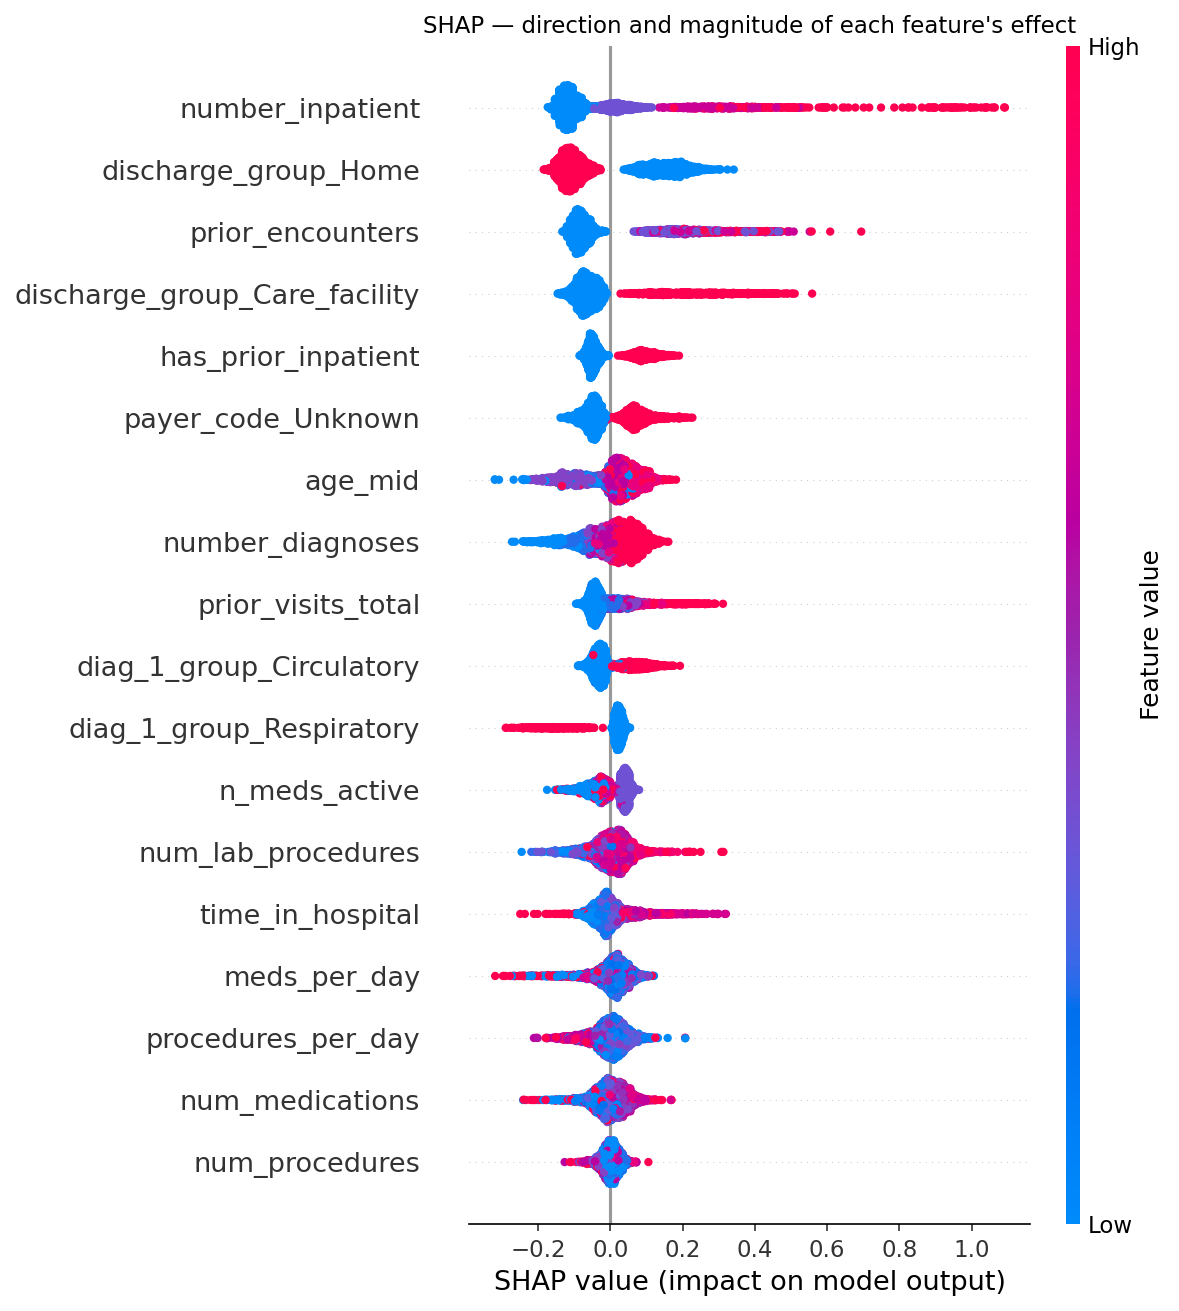 SHAP — direction and magnitude of each feature's effect
High
number_inpatient
discharge_group_Home
prior_encounters
discharge_group_Care_facility
has_prior_inpatient
payer_code_Unknown
age_mid
number_diagnoses
prior_visits_total
diag_1_group_Circulatory
diag_1_group_Respiratory
n_meds_active
num_lab_procedures
time_in_hospital
meds_per_day
procedures_per_day
num_medications
num_procedures
Feature value
Low
−0.2 0.0 0.2 0.4 0.6 0.8 1.0
SHAP value (impact on model output)